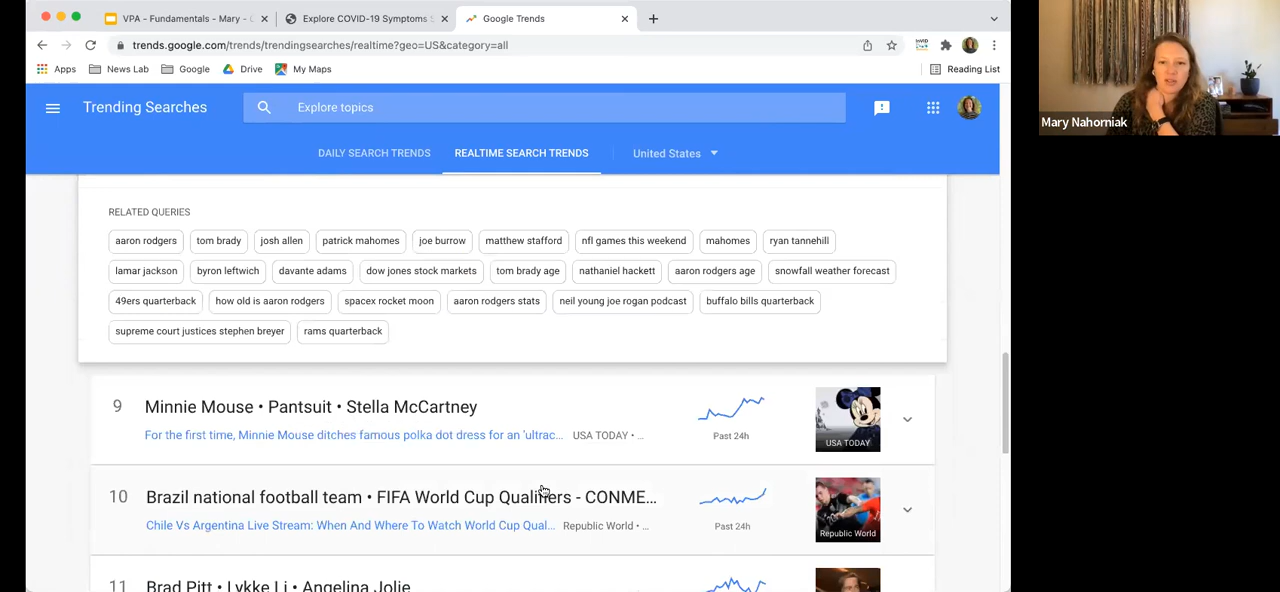 VPA - Fundamentals - Mary -
Explore COVID-19 Symptoms S
Google Trends
trends.google.com/trends/trendingsearches/realtime?geo=US&category=all
Apps News Lab Google Drive My Maps Reading List
Mary Nahorniak
Trending Searches
Explore topics
DAILY SEARCH TRENDS REALTIME SEARCH TRENDS United States
RELATED QUERIES
aaron rodgers tom brady josh allen patrick mahomes joe burrow matthew stafford nfl games this weekend mahomes ryan tannehill
lamar jackson byron leftwich davante adams dow jones stock markets tom brady age nathaniel hackett aaron rodgers age snowfall weather forecast
49ers quarterback how old is aaron rodgers spacex rocket moon aaron rodgers stats neil young joe rogan podcast buffalo bills quarterback
supreme court justices stephen breyer rams quarterback
9 Minnie Mouse • Pantsuit • Stella McCartney
For the first time, Minnie Mouse ditches famous polka dot dress for an 'ultrac... USA TODAY • ...
Past 24h
USA TODAY
10 Brazil national football team • FIFA World Cup Qualifiers - CONME...
Chile Vs Argentina Live Stream: When And Where To Watch World Cup Qual... Republic World • ...
Past 24h
Republic World
11 Brad Pitt • Lykke Li • Angelina Jolie